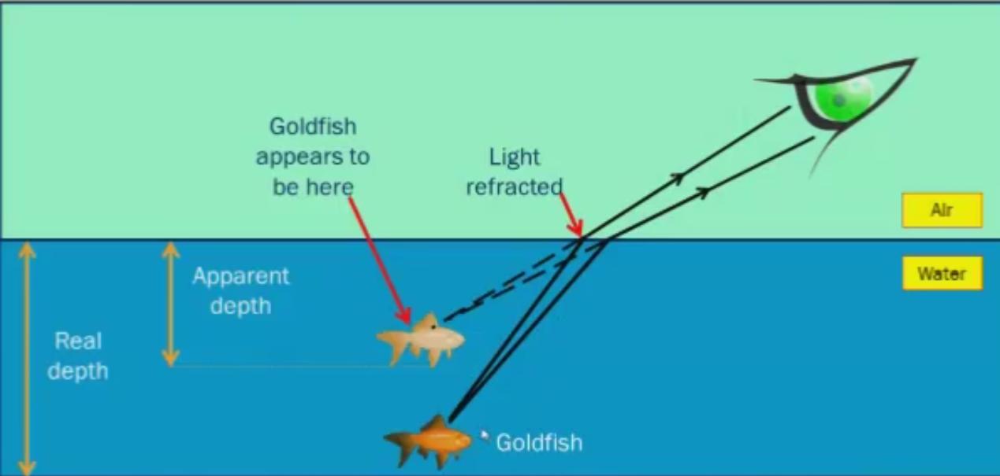 Goldfish
appears to
be here
Light
refracted
Air
Water
Apparent
depth
Real
depth
Goldfish